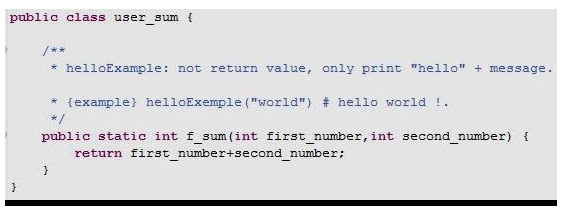 public class user_sum {
/**
* helloExample: not return value, only print "hello" + message.
* {example} helloExemple("world") # hello world !.
*/
public static int f_sum(int first_number,int second_number) {
return first_number+second_number;
}
}